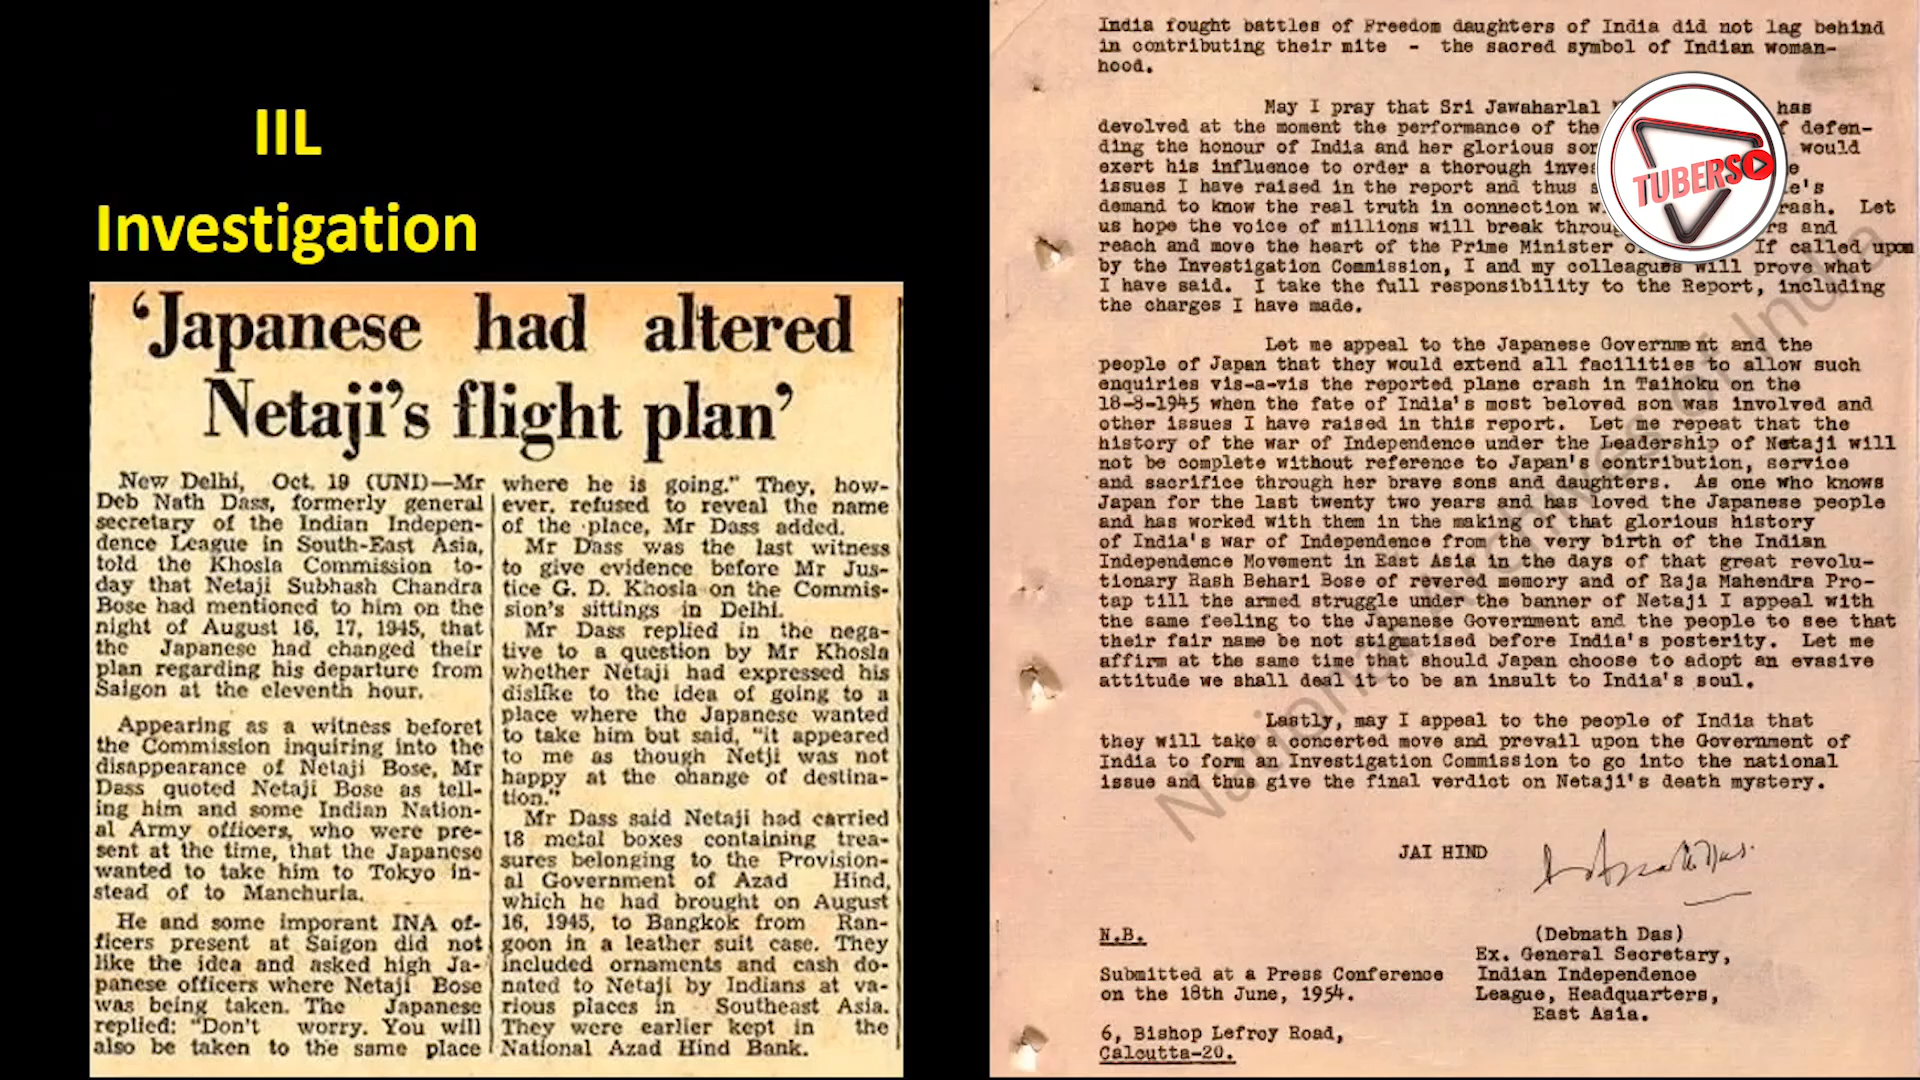 IIL
Investigation
'Japanese had altered
Netaji's flight plan'
New Delhi, Oct. 19 (UNI)—Mr
Deb Nath Dass, formerly general
secretary of the Indian Indepen-
dence League in South-East Asia,
told the Khosla Commission to-
day that Netaji Subhash Chandra
Bose had mentioned to him on the
night of August 16, 17, 1945, that
the Japanese had changed their
plan regarding his departure from
Saigon at the eleventh hour.
Appearing as a witness beforet
the Commission inquiring into the
disappearance of Netaji Bose, Mr
Dass quoted Netaji Bose as tell-
ing him and some Indian Nation-
al Army officers, who were pre-
sent at the time, that the Japanese
wanted to take him to Tokyo in-
stead of to Manchuria.
He and some imporant INA of-
ficers present at Saigon did not
like the idea and asked high Ja-
panese officers where Netaji Bose
was being taken. The Japanese
replied: "Don't worry. You will
also be taken to the same place
where he is going." They, how-
ever, refused to reveal the name
of the place, Mr Dass added.
Mr Dass was the last witness
to give evidence before Mr Jus-
tice G. D. Khosla on the Commis-
sion's sittings in Delhi.
Mr Dass replied in the nega-
tive to a question by Mr Khosla
whether Netaji had expressed his
dislike to the idea of going to a
place where the Japanese wanted
to take him but said, "it appeared
to me as though Netji was not
happy at the change of destina-
tion."
Mr Dass said Netaji had carried
18 metal boxes containing trea-
sures belonging to the Provision-
al Government of Azad Hind,
which he had brought on August
16, 1945, to Bangkok from Ran-
goon in a leather suit case. They
included ornaments and cash do-
nated to Netaji by Indians at va-
rious places in Southeast Asia.
They were earlier kept in the
National Azad Hind Bank.
India fought battles of Freedom daughters of India did not lag behind
in contributing their mite - the sacred symbol of Indian woman-
hood.
May I pray that Sri Jawaharlal has
devolved at the moment the performance of the defen-
ding the honour of India and her glorious would
exert his influence to order a thorough
issues I have raised in the report and thus
demand to know the real truth in connection Let
us hope the voice of millions will break and
reach and move the heart of the Prime Minister If called upon
by the Investigation Commission, I and my colleagues will prove what
I have said. I take the full responsibility to the Report, including
the charges I have made.
Let me appeal to the Japanese Government and the
people of Japan that they would extend all facilities to allow such
enquiries vis-a-vis the reported plane crash in Taihoku on the
18-8-1945 when the fate of India's most beloved son was involved and
other issues I have raised in this report. Let me repeat that the
history of the war of Independence under the Leadership of Netaji will
not be complete without reference to Japan's contribution, service
and sacrifice through her brave sons and daughters. As one who knows
Japan for the last twenty two years and has loved the Japanese people
and has worked with them in the making of that glorious history
of India's war of Independence from the very birth of the Indian
Independence Movement in East Asia in the days of that great revolu-
tionary Rash Behari Bose of revered memory and of Raja Mahendra Pro-
tap till the armed struggle under the banner of Netaji I appeal with
the same feeling to the Japanese Government and the people to see that
their fair name be not stigmatised before India's posterity. Let me
affirm at the same time that should Japan choose to adopt an evasive
attitude we shall deal it to be an insult to India's soul.
Lastly, may I appeal to the people of India that
they will take a concerted move and prevail upon the Government of
India to form an Investigation Commission to go into the national
issue and thus give the final verdict on Netaji's death mystery.
JAI HIND
(Debnath Das)
Ex. General Secretary,
Indian Independence
League, Headquarters,
East Asia.
N.B.
Submitted at a Press Conference
on the 18th June, 1954.
6, Bishop Lefroy Road,
Calcutta-20.
TUBERS
National Archives of India